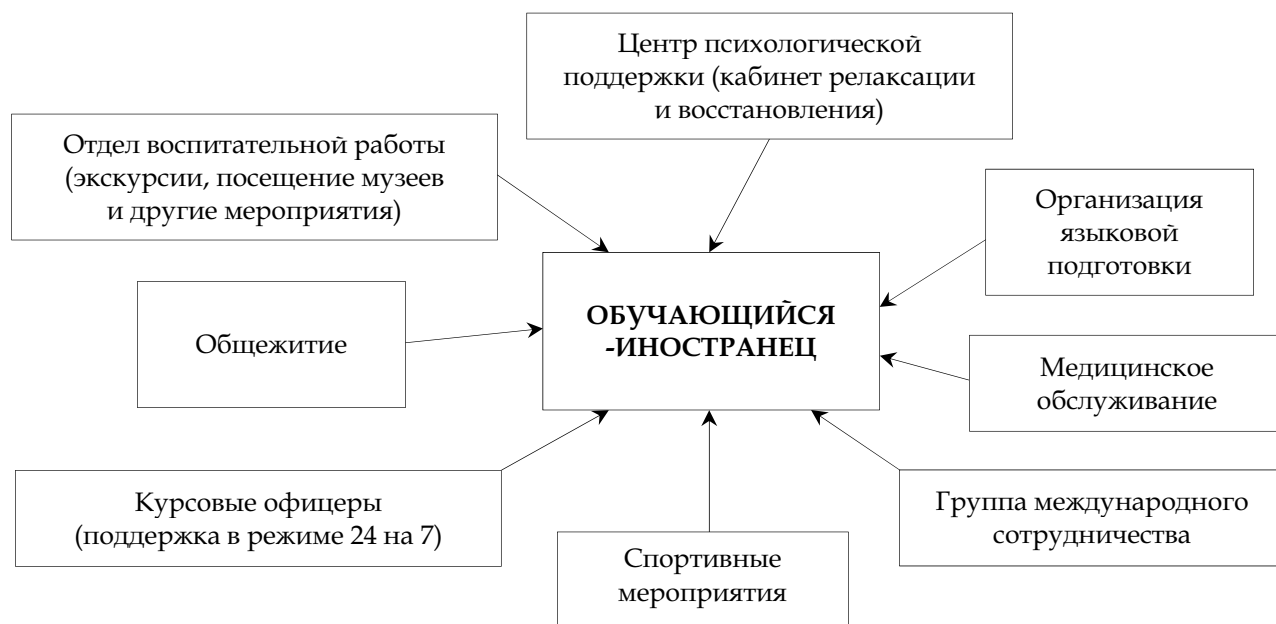 Центр психологической
поддержки (кабинет релаксации
и восстановления)
Отдел воспитательной работы
(экскурсии, посещение музеев
и другие мероприятия)
Организация
языковой
подготовки
ОБУЧАЮЩИЙСЯ
-ИНОСТРАНЕЦ
Общежитие
Медицинское
обслуживание
Курсовые офицеры
(поддержка в режиме 24 на 7)
Спортивные
мероприятия
Группа международного
сотрудничества